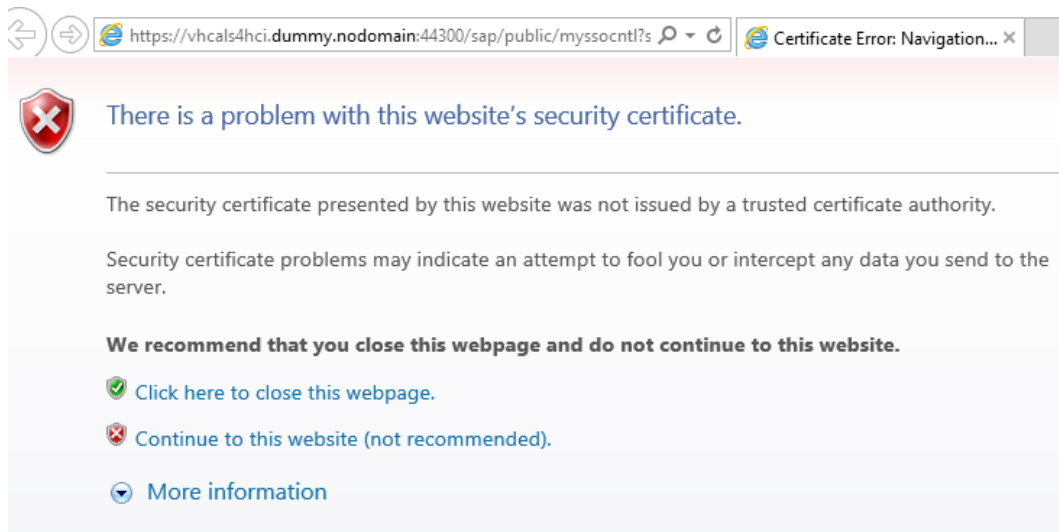 https://vhcals4hci.dummy.nodomain:44300/sap/public/myssocntl?s
Certificate Error: Navigation...
There is a problem with this website's security certificate.
The security certificate presented by this website was not issued by a trusted certificate authority.
Security certificate problems may indicate an attempt to fool you or intercept any data you send to the
server.
We recommend that you close this webpage and do not continue to this website.
Click here to close this webpage.
Continue to this website (not recommended).
More information